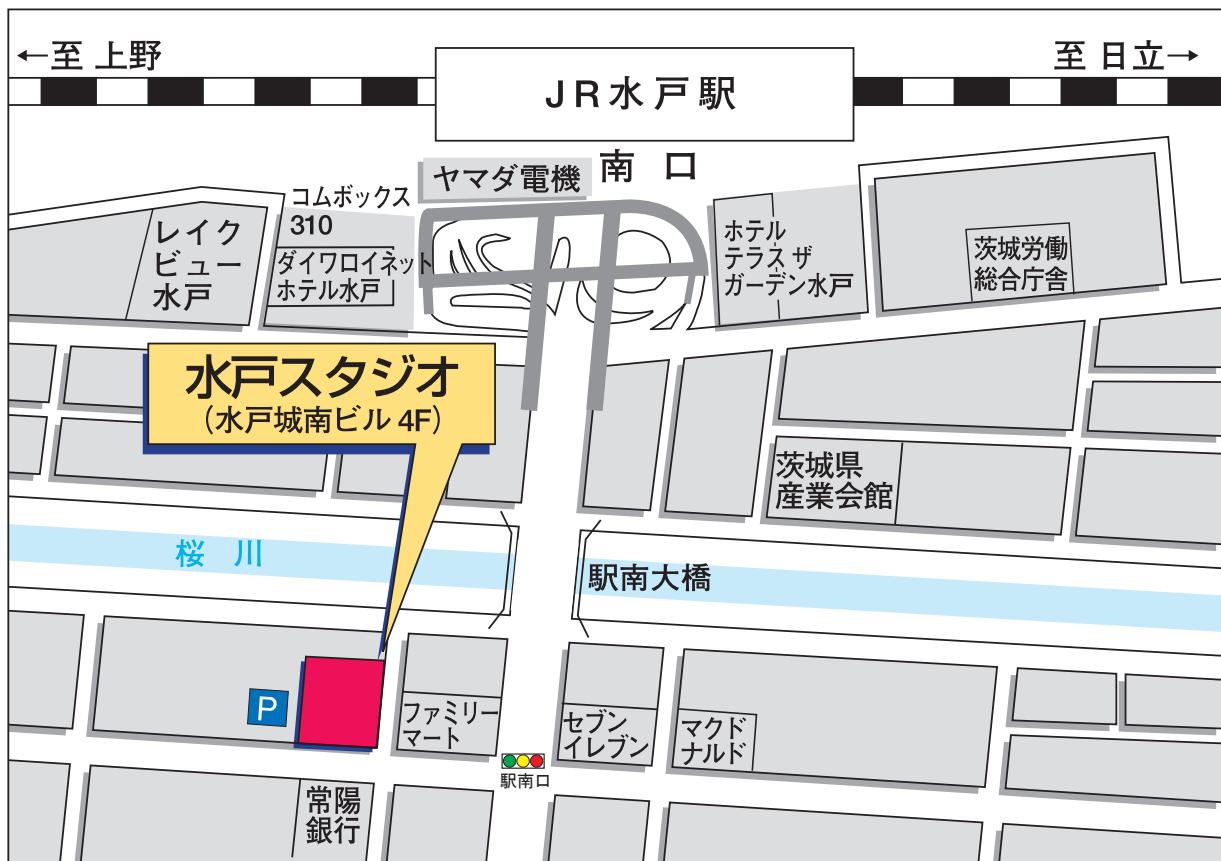 ←至 上野
至 日立→
JR水戸駅
南 口
ヤマダ電機
コムボックス
310
レイク
ビュー
水戸
ダイワロイネット
ホテル水戸
ホテル
テラス ザ
ガーデン水戸
茨城労働
総合庁舎
水戸スタジオ
(水戸城南ビル 4F)
茨城県
産業会館
桜 川
駅南大橋
P
ファミリー
マート
セブン
イレブン
マクド
ナルド
駅南口
常陽
銀行